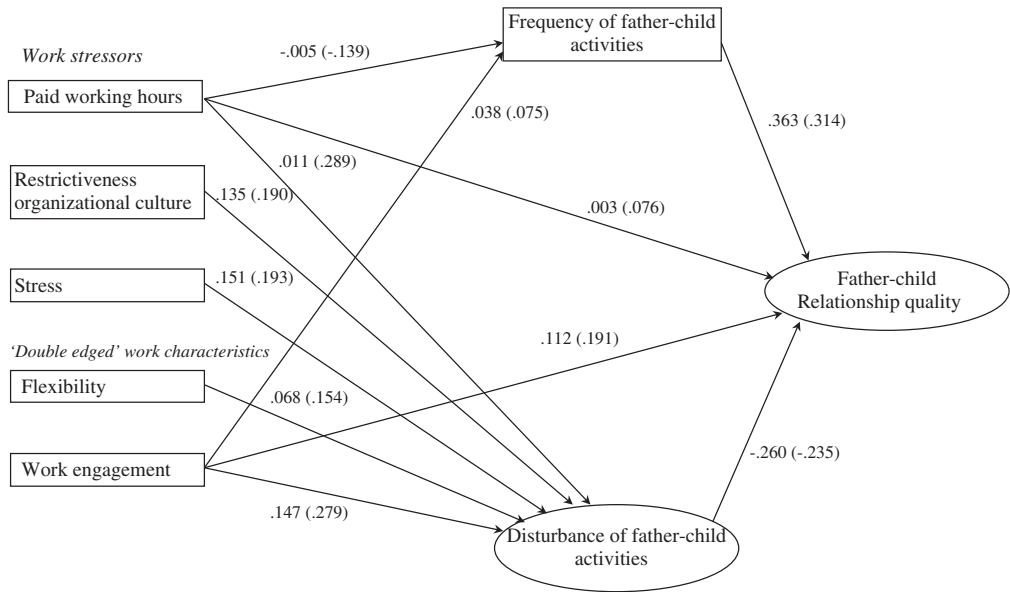 Frequency of father-child
activities
Work stressors
-.005 (-.139)
Paid working hours
.038 (.075)
.363 (.314)
.011 (.289)
Restrictiveness
organizational culture
.135 (.190)
.003 (.076)
Stress
.151 (.193)
Father-child
Relationship quality
.112 (.191)
‘Double edged’ work characteristics
Flexibility
.068 (.154)
Work engagement
-.260 (-.235)
.147 (.279)
Disturbance of father-child
activities